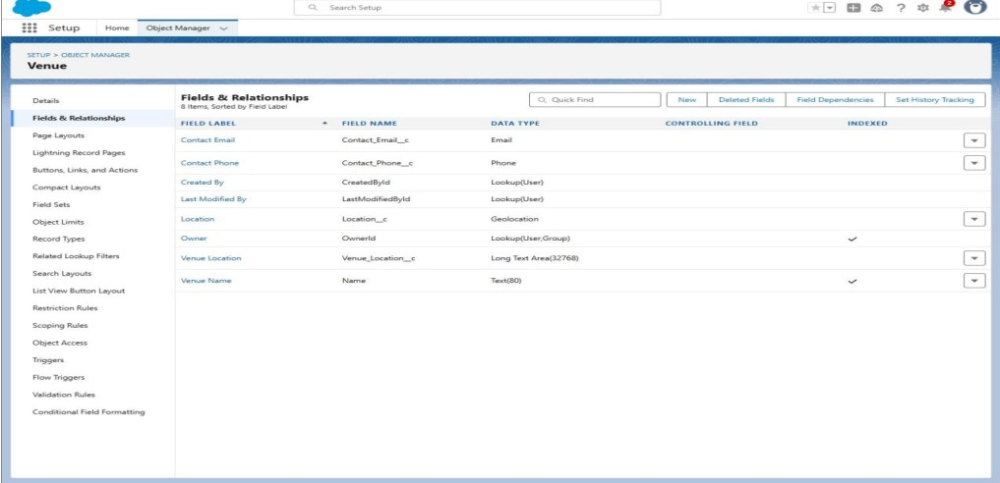 Search Setup
2
Setup Home Object Manager
SETUP > OBJECT MANAGER
Venue
Details
Fields & Relationships
Page Layouts
Lightning Record Pages
Buttons, Links, and Actions
Compact Layouts
Field Sets
Object Limits
Record Types
Related Lookup Filters
Search Layouts
List View Button Layout
Restriction Rules
Scoping Rules
Object Access
Triggers
Flow Triggers
Validation Rules
Conditional Field Formatting
Fields & Relationships
8 Items, Sorted by Field Label
Quick Find New Deleted Fields Field Dependencies Set History Tracking
FIELD LABEL FIELD NAME DATA TYPE CONTROLLING FIELD INDEXED
Contact Email Contact_Email__c Email
Contact Phone Contact_Phone__c Phone
Created By CreatedById Lookup(User)
Last Modified By LastModifiedById Lookup(User)
Location Location__c Geolocation
Owner OwnerId Lookup(User,Group)
Venue Location Venue_Location__c Long Text Area(32768)
Venue Name Name Text(80)